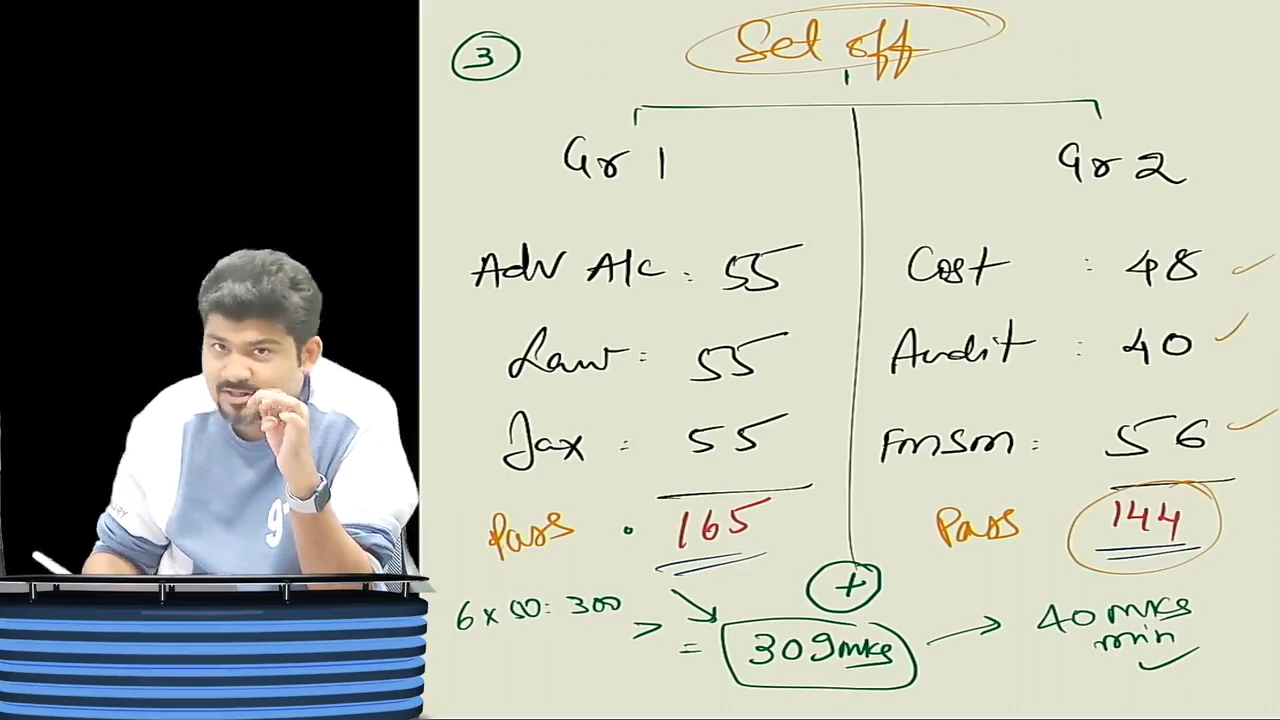 3
Set off
Gr 1
Gr 2
Adv A/c : 55
Law : 55
Tax : 55
Pass 165
Cost : 48
Audit : 40
FMSM : 56
Pass 144
+
6 x 50 : 300 > = 309 mks → 40 mks
min
9